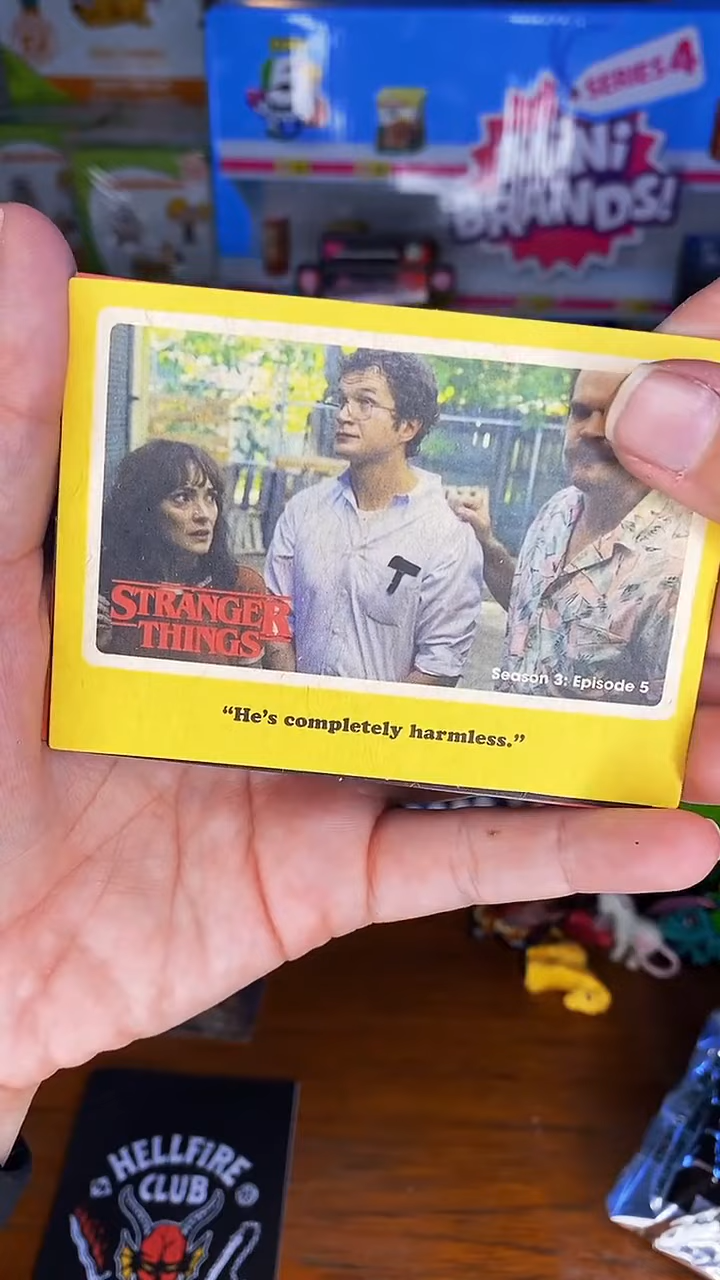 SERIES 4
MiNi
BRANDS!
STRANGER
THINGS
Season 3: Episode 5
“He’s completely harmless.”
HELLFIRE
CLUB